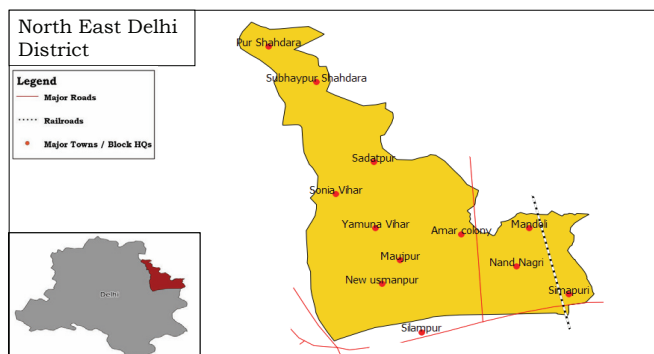 North East Delhi
District
Legend
Major Roads
Railroads
Major Towns / Block HQs
Pur Shahdara
Subhaypur Shahdara
Sadatpur
Sonia Vihar
Yamuna Vihar
Amar colony
Mandoli
Maujpur
Nand Nagri
New usmanpur
Simapuri
Silampur
Delhi